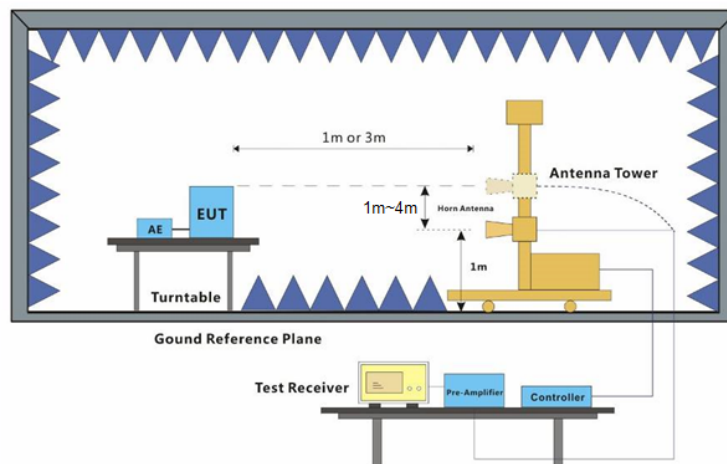 1m or 3m
Antenna Tower
1m~4m
Horn Antenna
EUT
AE
1m
Turntable
Gound Reference Plane
Test Receiver
Pre-Amplifier
Controller